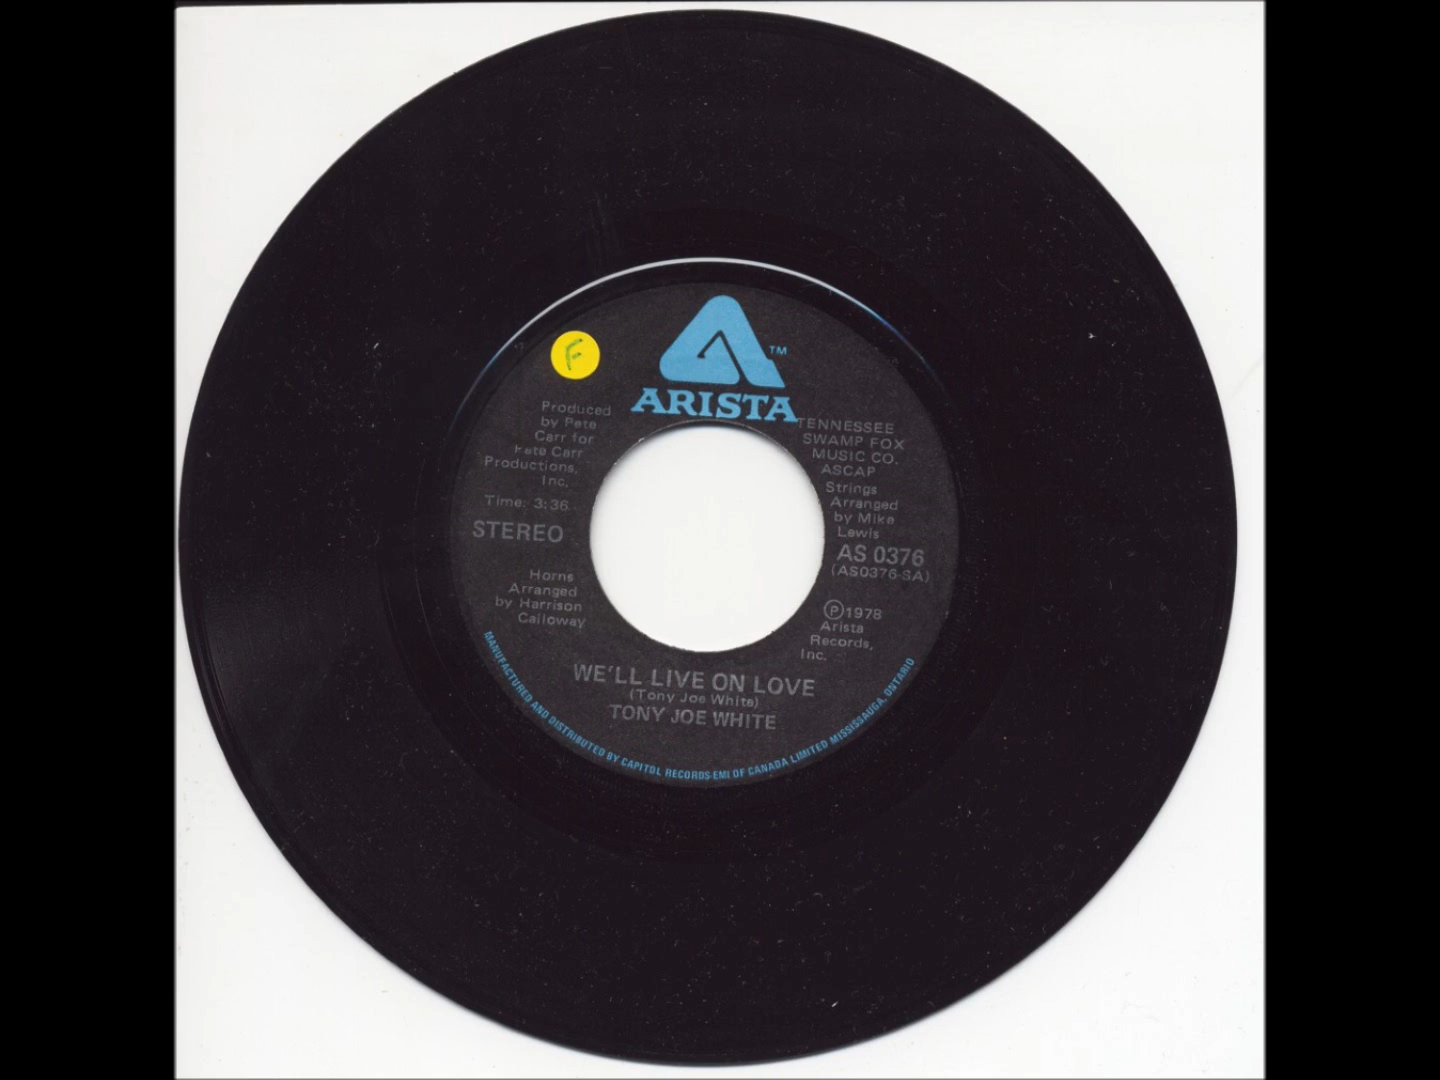 F
TM
ARISTA
Produced
by Pete
Carr for
Pete Carr
Productions,
Inc.
Time: 3:36
STEREO
Horns
Arranged
by Harrison
Calloway
TENNESSEE
SWAMP FOX
MUSIC CO.
ASCAP
Strings
Arranged
by Mike
Lewis
AS 0376
(AS0376-SA)
Ⓟ1978
Arista
Records,
Inc.
WE'LL LIVE ON LOVE
(Tony Joe White)
TONY JOE WHITE
MANUFACTURED AND DISTRIBUTED BY CAPITOL RECORDS-EMI OF CANADA LIMITED MISSISSAUGA, ONTARIO